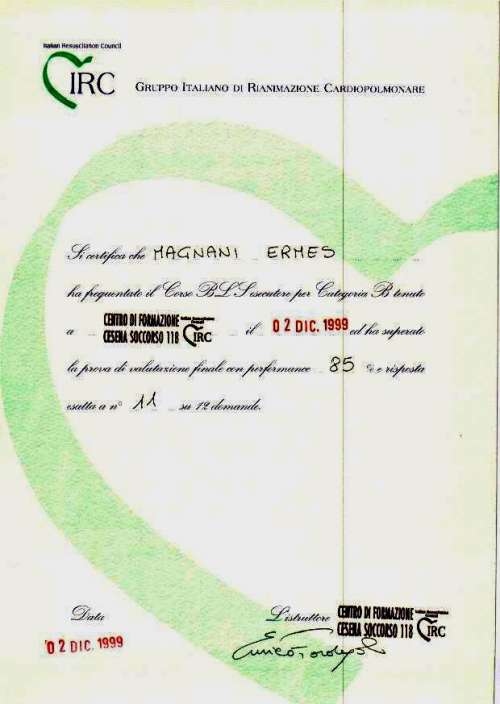 Italian Resuscitation Council
IRC
GRUPPO ITALIANO DI RIANIMAZIONE CARDIOPOLMONARE
Si certifica che MAGNANI ERMES
ha frequentato il Corso BLS esecutore per Categoria B tenuto
a CENTRO DI FORMAZIONE CESENA SOCCORSO 118 IRC il 02 DIC. 1999 ed ha superato
la prova di valutazione finale con performance 85 % e risposta
esatta a n° 11 su 12 domande.
Data
02 DIC. 1999
L'istruttore
CENTRO DI FORMAZIONE
CESENA SOCCORSO 118 IRC